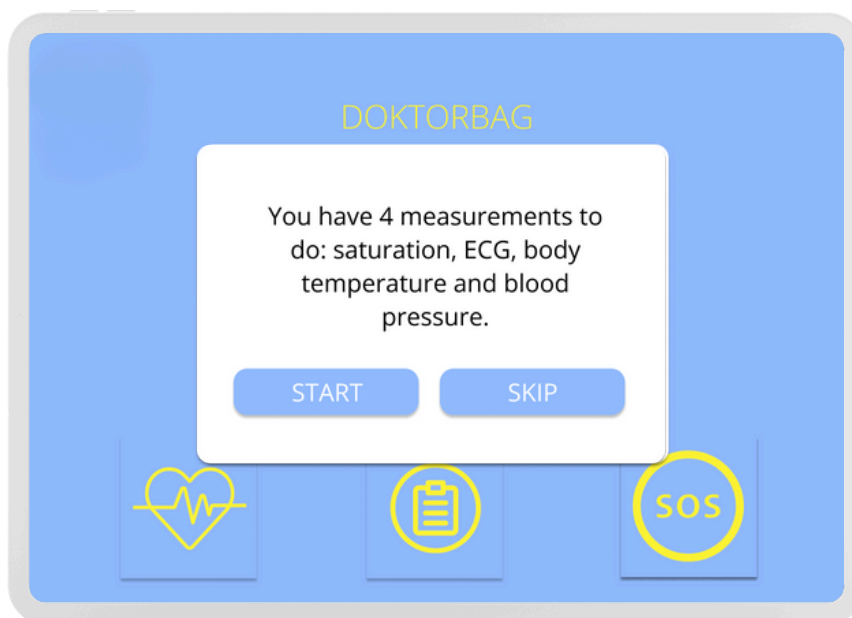 DOKTORBAG
You have 4 measurements to
do: saturation, ECG, body
temperature and blood
pressure.
START SKIP
SOS